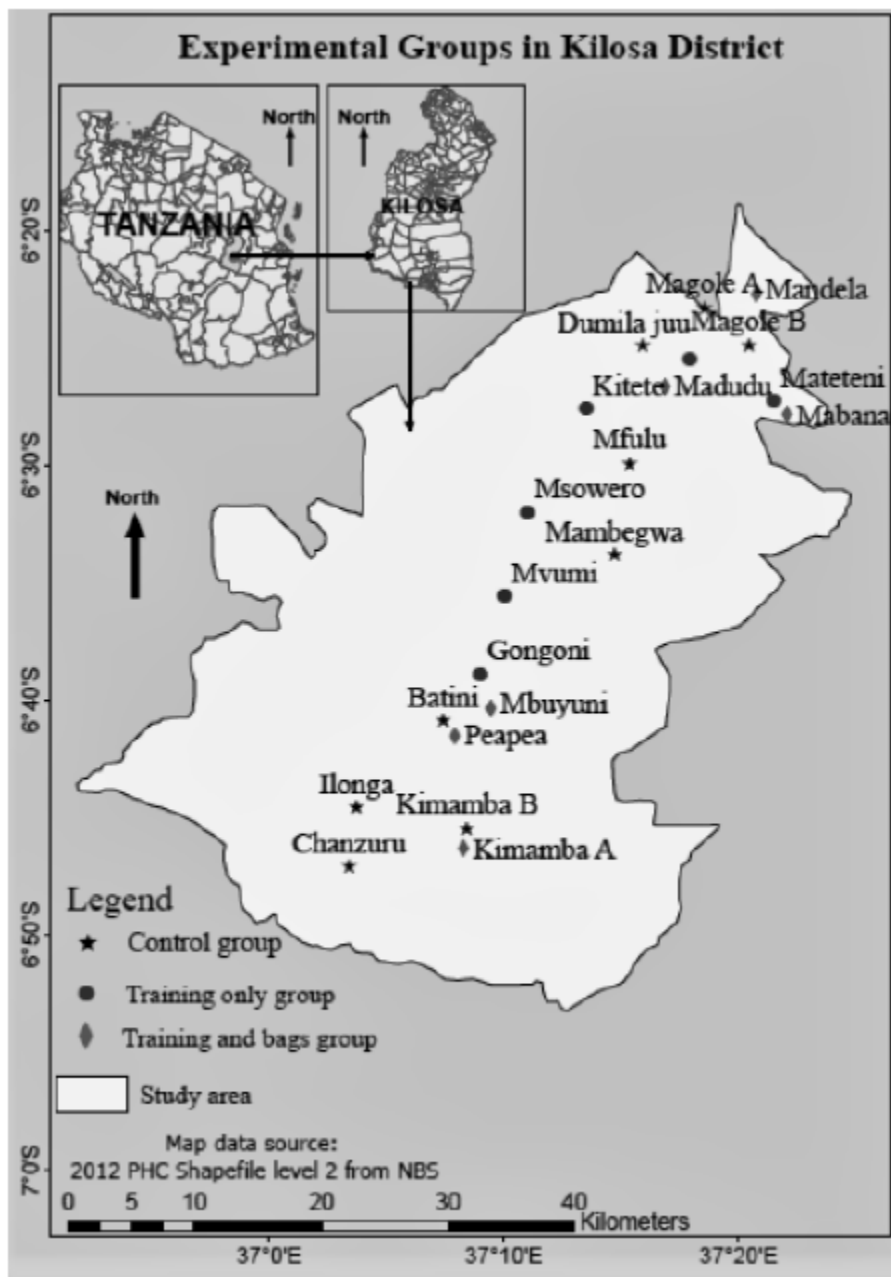 Experimental Groups in Kilosa District
North
North
TANZANIA
KILOSA
6°20'S
Magole A
Mandela
Dumila juu
Magole B
Kitete
Madudu
Mateteni
Mabana
Mfulu
6°30'S
North
Msowero
Mambegwa
Mvumi
Gongoni
6°40'S
Batini
Mbuyuni
Peapea
Ilonga
Kimamba B
Chanzuru
Kimamba A
Legend
6°50'S
Control group
Training only group
Training and bags group
Study area
Map data source:
2012 PHC Shapefile level 2 from NBS
7°0'S
0 5 10 20 30 40
Kilometers
37°0'E 37°10'E 37°20'E